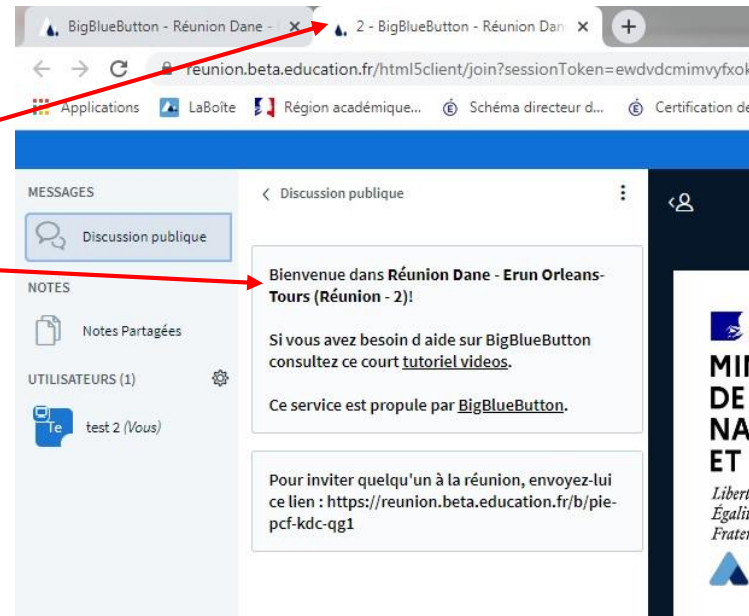 BigBlueButton - Réunion Dane -
2 - BigBlueButton - Réunion Dan
reunion.beta.education.fr/html5client/join?sessionToken=ewdvdcmimvyfxok
Applications LaBoîte Région académique... Schéma directeur d... Certification de
MESSAGES
Discussion publique
NOTES
Notes Partagées
UTILISATEURS (1)
Te test 2 (Vous)
Discussion publique
Bienvenue dans Réunion Dane - Erun Orleans-
Tours (Réunion - 2)!
Si vous avez besoin d aide sur BigBlueButton
consultez ce court tutoriel videos.
Ce service est propule par BigBlueButton.
Pour inviter quelqu'un à la réunion, envoyez-lui
ce lien : https://reunion.beta.education.fr/b/pie-
pcf-kdc-qg1
MIN
DE
NA
ET
Libert
Égalit
Frater